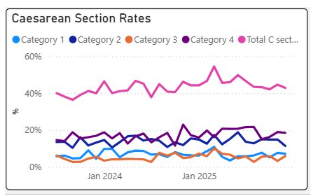 Caesarean Section Rates
Category 1 Category 2 Category 3 Category 4 Total C sect...
60%
40%
20%
0%
%
Jan 2024 Jan 2025